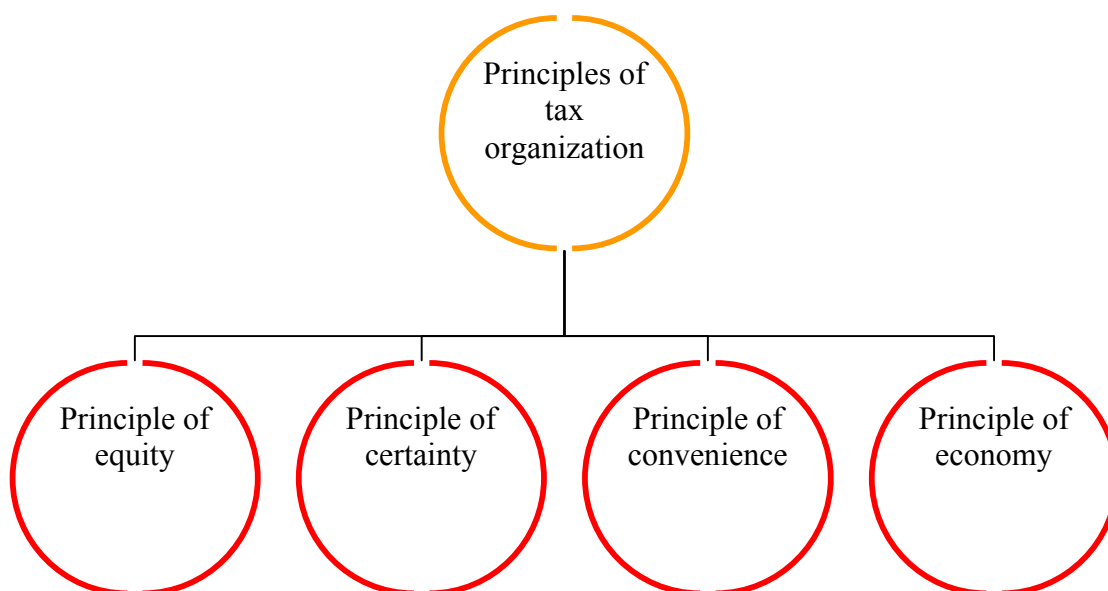 Principles of
tax
organization
Principle of
equity
Principle of
certainty
Principle of
convenience
Principle of
economy